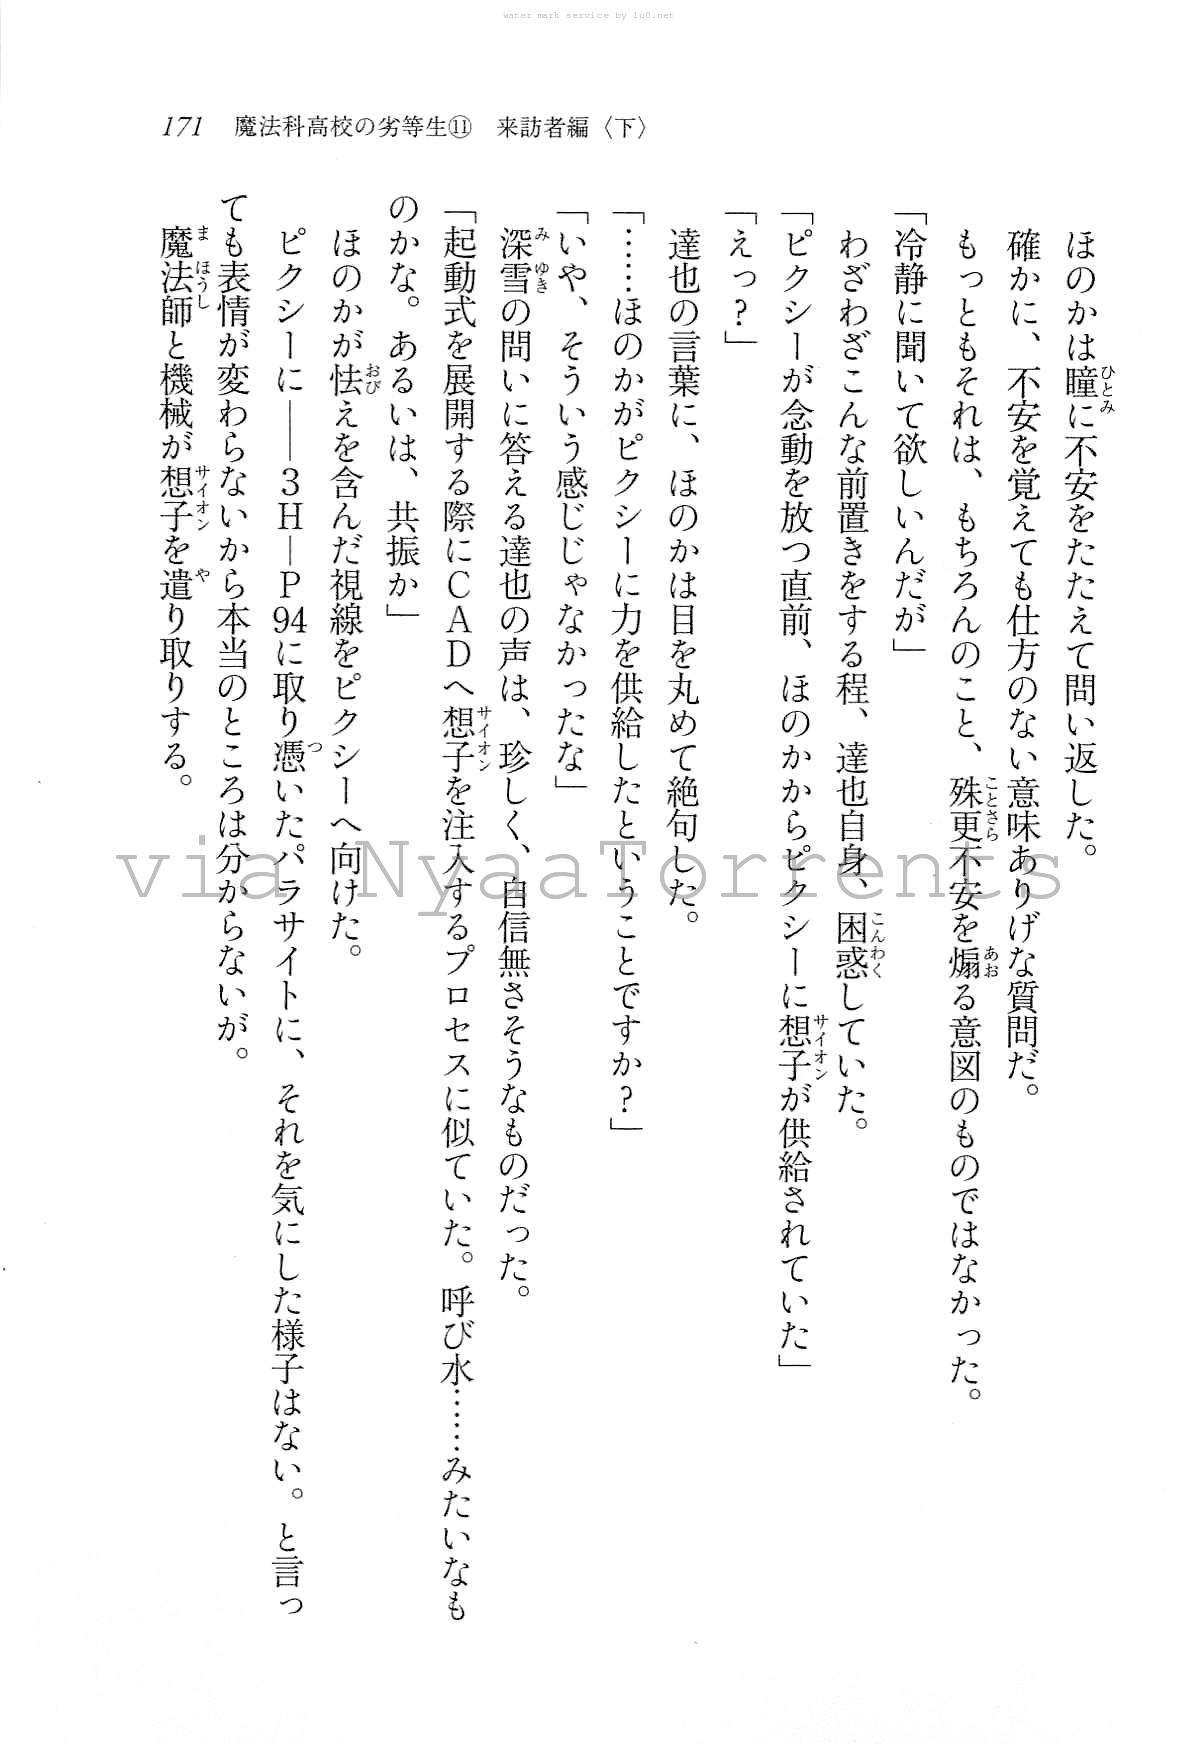 water mark service by lu0.net
171 魔法科高校の劣等生⑪ 来訪者編〈下〉
ほのかは瞳に不安をたたえて問い返した。
確かに、不安を覚えても仕方のない意味ありげな質問だ。
もっともそれは、もちろんのこと、殊更不安を煽る意図のものではなかった。
「冷静に聞いて欲しいんだが」
わざわざこんな前置きをする程、達也自身、困惑していた。
「ピクシーが念動を放つ直前、ほのかからピクシーに想子が供給されていた」
「えっ？」
達也の言葉に、ほのかは目を丸めて絶句した。
「……ほのかがピクシーに力を供給したということですか？」
「いや、そういう感じじゃなかったな」
深雪の問いに答える達也の声は、珍しく、自信無さそうなものだった。
「起動式を展開する際にＣＡＤへ想子を注入するプロセスに似ていた。呼び水……みたいなも
のかな。あるいは、共振か」
ほのかが怯えを含んだ視線をピクシーへ向けた。
ピクシーに――３Ｈ―Ｐ94に取り憑いたパラサイトに、それを気にした様子はない。と言っ
ても表情が変わらないから本当のところは分からないが。
魔法師と機械が想子を遣り取りする。
via NyaaTorrents